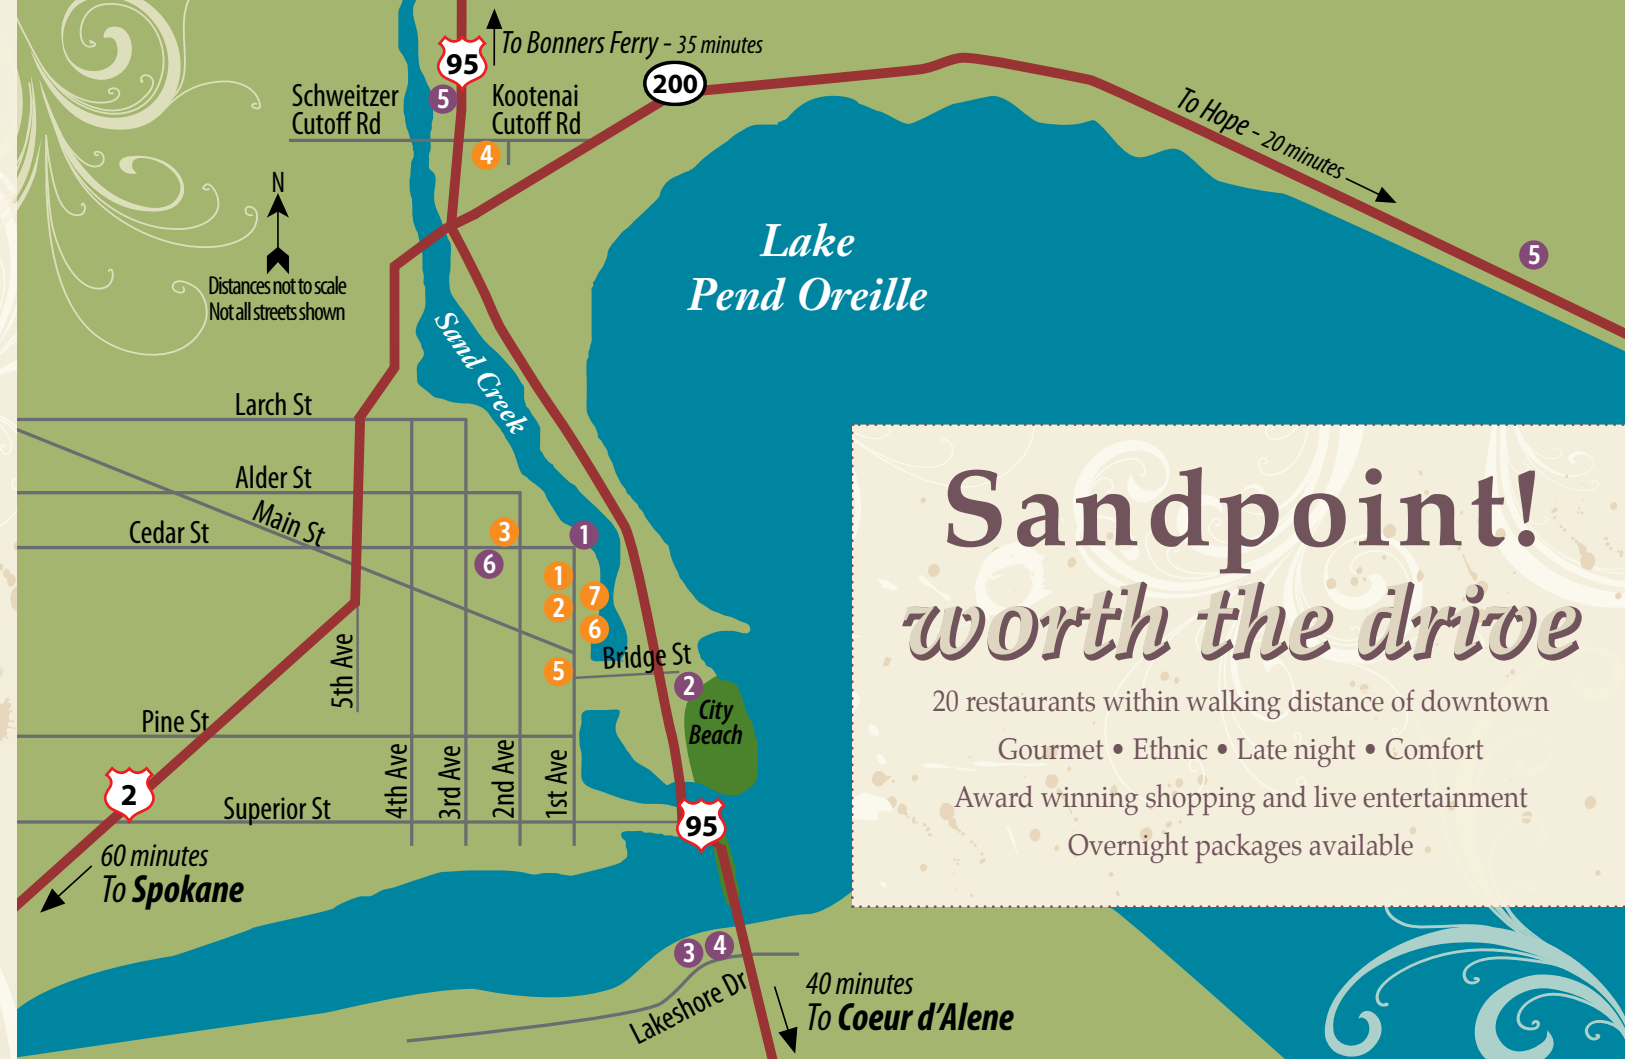 95
To Bonners Ferry - 35 minutes
200
Schweitzer
Cutoff Rd
5
Kootenai
Cutoff Rd
4
To Hope - 20 minutes
5
N
Distances not to scale
Not all streets shown
Lake
Pend Oreille
Sand Creek
Larch St
Alder St
Main St
Cedar St
3
1
6
1
2
7
6
5
Bridge St
2
City
Beach
5th Ave
Pine St
4th Ave
3rd Ave
2nd Ave
1st Ave
2
Superior St
95
60 minutes
To Spokane
3
4
Lakeshore Dr
40 minutes
To Coeur d'Alene
Sandpoint!
worth the drive
20 restaurants within walking distance of downtown
Gourmet • Ethnic • Late night • Comfort
Award winning shopping and live entertainment
Overnight packages available